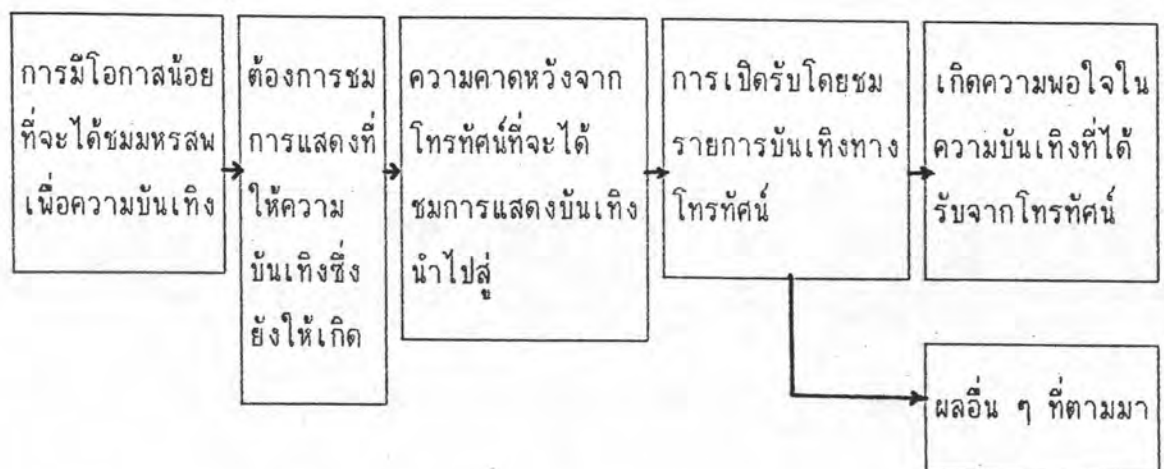 การมีโอกาสน้อย
ที่จะได้ชมมหรสพ
เพื่อความบันเทิง
ต้องการชม
การแสดงที่
ให้ความ
บันเทิงซึ่ง
ยังให้เกิด
ความคาดหวังจาก
โทรทัศน์ที่จะได้
ชมการแสดงบันเทิง
นำไปสู่
การเปิดรับโดยชม
รายการบันเทิงทาง
โทรทัศน์
เกิดความพอใจใน
ความบันเทิงที่ได้
รับจากโทรทัศน์
ผลอื่น ๆ ที่ตามมา